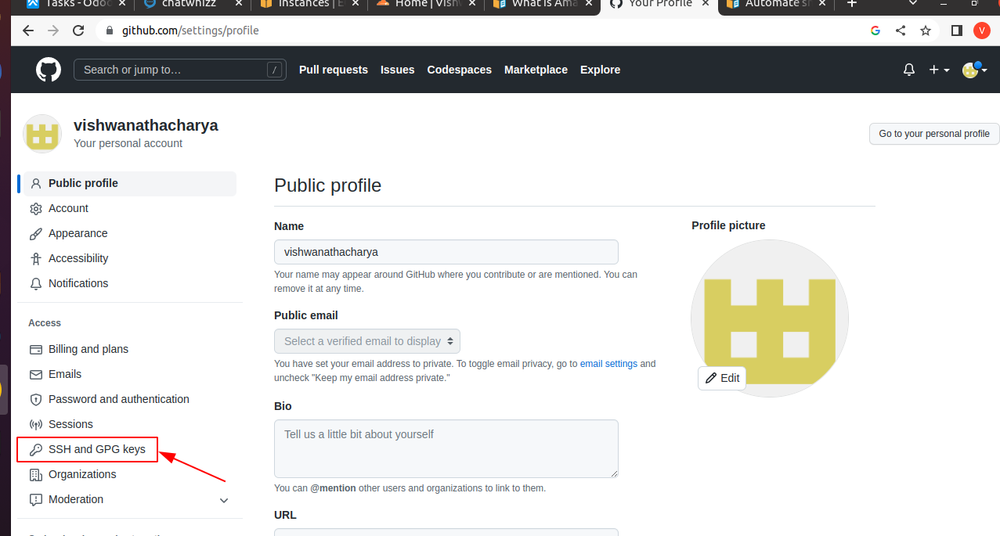 Tasks - Odoo
chatwhizz
Instances | E
Home | Vishw
What is Ama
Your Profile
Automate s
github.com/settings/profile
V
Search or jump to…
/
Pull requests
Issues
Codespaces
Marketplace
Explore
vishwanathacharya
Your personal account
Go to your personal profile
Public profile
Account
Appearance
Accessibility
Notifications
Access
Billing and plans
Emails
Password and authentication
Sessions
SSH and GPG keys
Organizations
Moderation
Public profile
Name
vishwanathacharya
Your name may appear around GitHub where you contribute or are mentioned. You can
remove it at any time.
Public email
Select a verified email to display
You have set your email address to private. To toggle email privacy, go to email settings and
uncheck "Keep my email address private."
Bio
Tell us a little bit about yourself
You can @mention other users and organizations to link to them.
URL
Profile picture
Edit